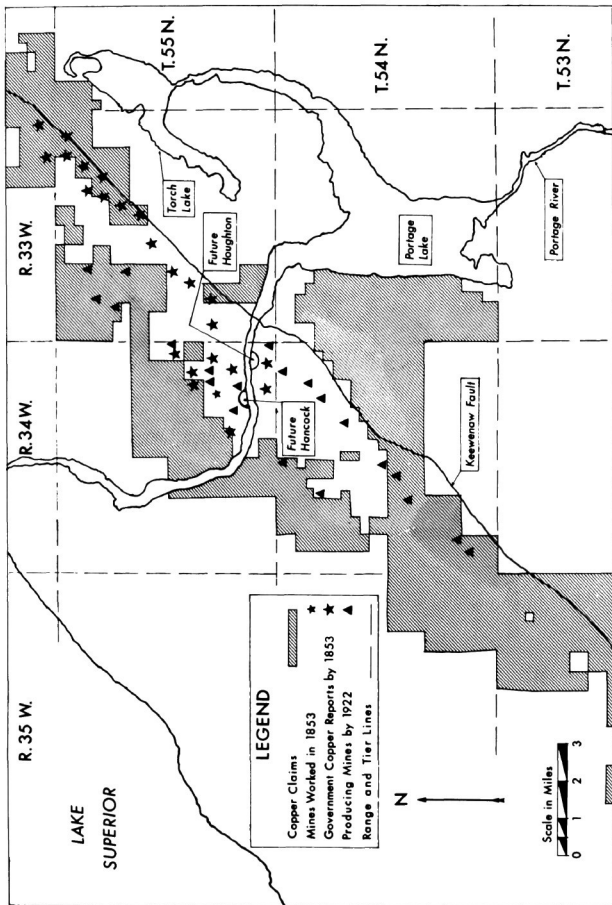 LAKE
SUPERIOR
R. 35 W.
R. 34 W.
R. 33 W.
T. 55 N.
T. 54 N.
T. 53 N.
Torch
Lake
Future
Houghton
Future
Hancock
Portage
Lake
Portage River
Keewenaw Fault
LEGEND
Copper Claims
Mines Worked in 1853
Government Copper Reports by 1853
Producing Mines by 1922
Range and Tier Lines
N
Scale in Miles
0 1 2 3